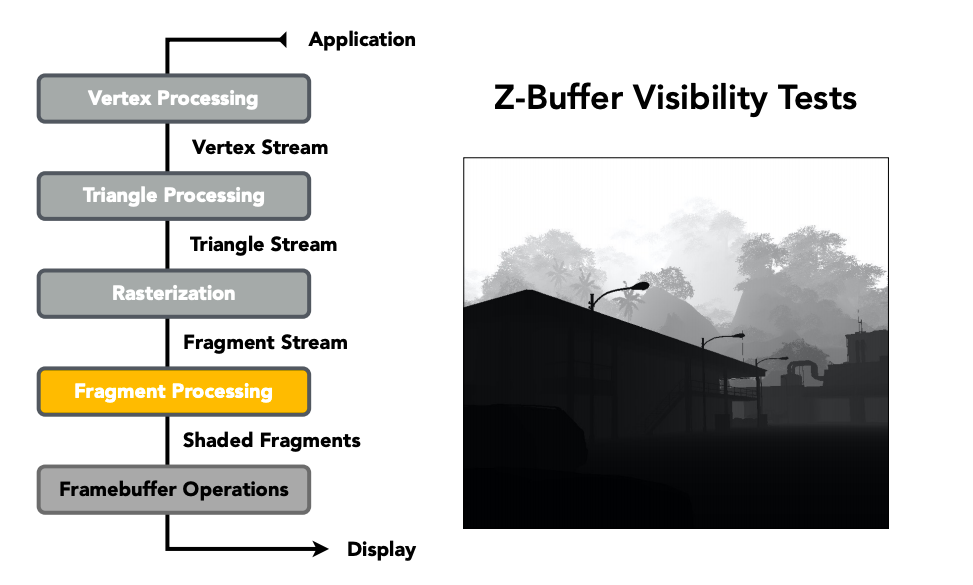 Application
Vertex Processing
Vertex Stream
Triangle Processing
Triangle Stream
Rasterization
Fragment Stream
Fragment Processing
Shaded Fragments
Framebuffer Operations
Display
Z-Buffer Visibility Tests